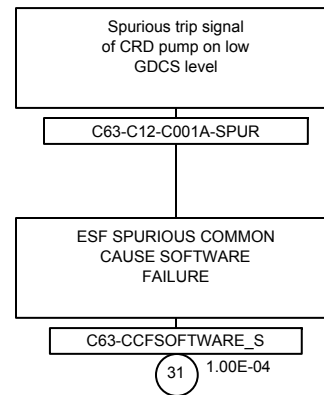 Spurious trip signal
of CRD pump on low
GDCS level
C63-C12-C001A-SPUR
ESF SPURIOUS COMMON
CAUSE SOFTWARE
FAILURE
C63-CCFSOFTWARE_S
31 1.00E-04